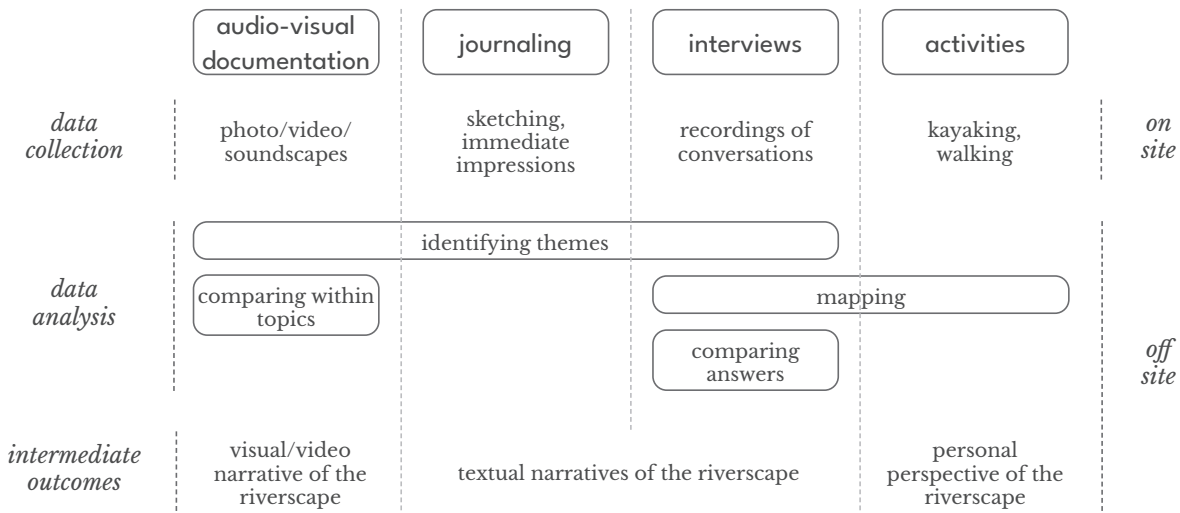 audio-visual
documentation
journaling
interviews
activities
data
collection
photo/video/
soundscapes
sketching,
immediate
impressions
recordings of
conversations
kayaking,
walking
on
site
data
analysis
identifying themes
comparing within
topics
mapping
comparing
answers
off
site
intermediate
outcomes
visual/video
narrative of the
riverscape
textual narratives of the riverscape
personal
perspective of the
riverscape